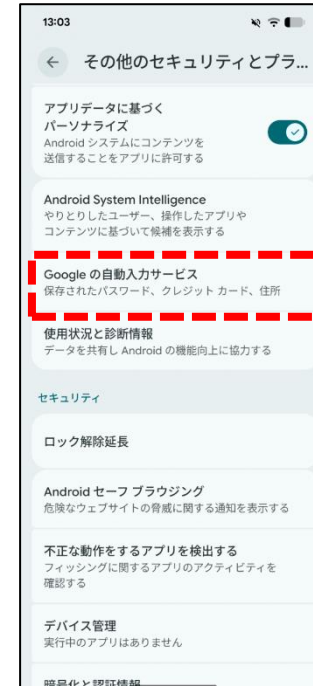 13:03
その他のセキュリティとプラ...
アプリデータに基づく
パーソナライズ
Android システムにコンテンツを
送信することをアプリに許可する
Android System Intelligence
やりとりしたユーザー、操作したアプリや
コンテンツに基づいて候補を表示する
Google の自動入力サービス
保存されたパスワード、クレジット カード、住所
使用状況と診断情報
データを共有し Android の機能向上に協力する
セキュリティ
ロック解除延長
Android セーフ ブラウジング
危険なウェブサイトの脅威に関する通知を表示する
不正な動作をするアプリを検出する
フィッシングに関するアプリのアクティビティを
確認する
デバイス管理
実行中のアプリはありません
暗号化と認証情報